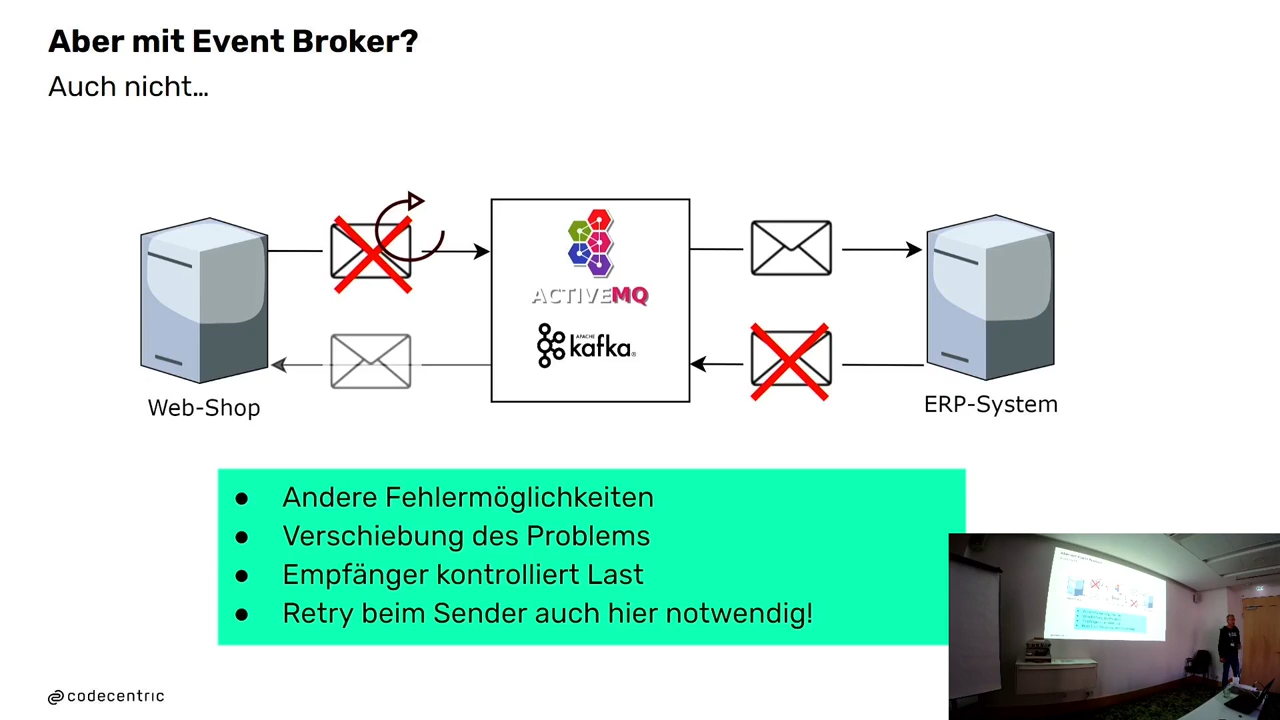 Aber mit Event Broker?
Auch nicht…
ACTIVEMQ
APACHE
kafka®
Web-Shop
ERP-System
● Andere Fehlermöglichkeiten
● Verschiebung des Problems
● Empfänger kontrolliert Last
● Retry beim Sender auch hier notwendig!
codecentric